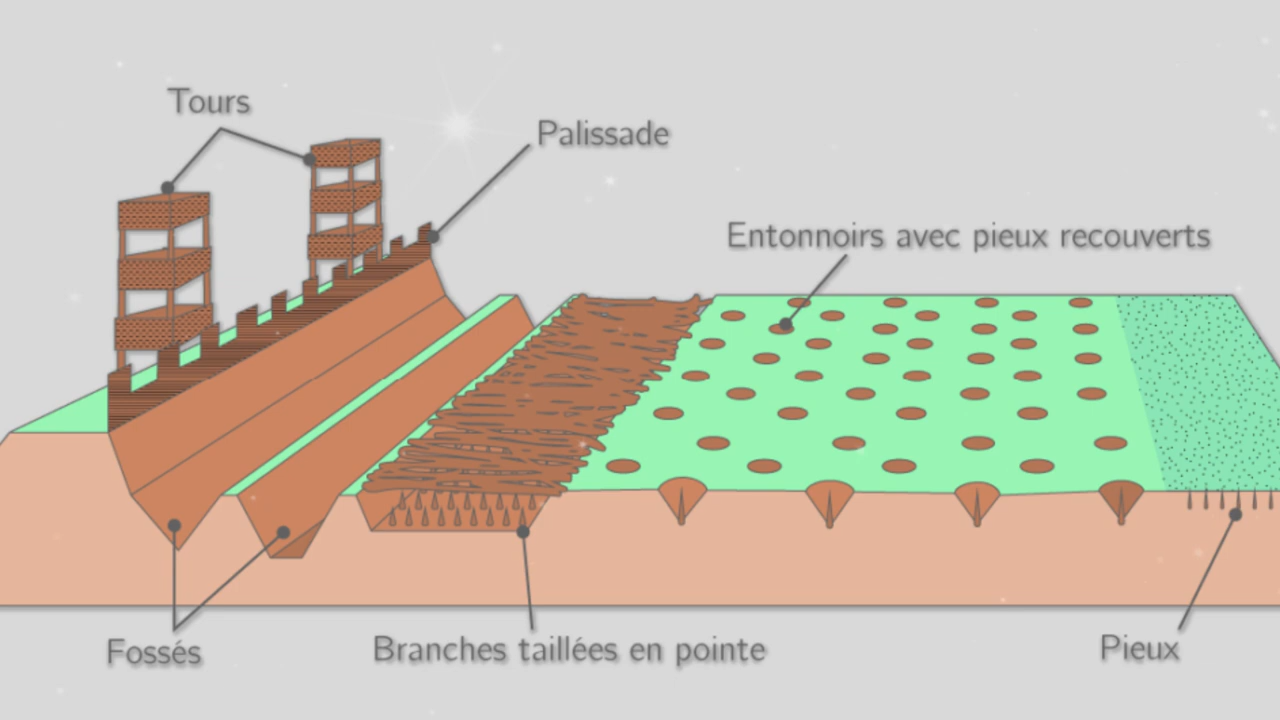 Tours
Palissade
Entonnoirs avec pieux recouverts
Fossés
Branches taillées en pointe
Pieux